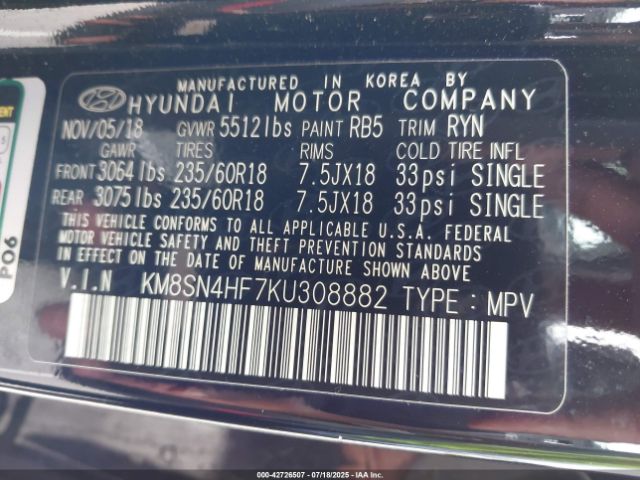 MANUFACTURED IN KOREA BY
HYUNDAI MOTOR COMPANY
NOV/05/18 GVWR 5512lbs PAINT RB5 TRIM RYN
GAWR TIRES RIMS COLD TIRE INFL
FRONT 3064lbs 235/60R18 7.5JX18 33psi SINGLE
REAR 3075lbs 235/60R18 7.5JX18 33psi SINGLE
THIS VEHICLE CONFORMS TO ALL APPLICABLE U.S.A. FEDERAL
MOTOR VEHICLE SAFETY AND THEFT PREVENTION STANDARDS
IN EFFECT ON THE DATE OF MANUFACTURE SHOWN ABOVE
V.I.N KM8SN4HF7KU308882 TYPE : MPV
P06
00-42726507 - 07/18/2025 - IAAI.COM